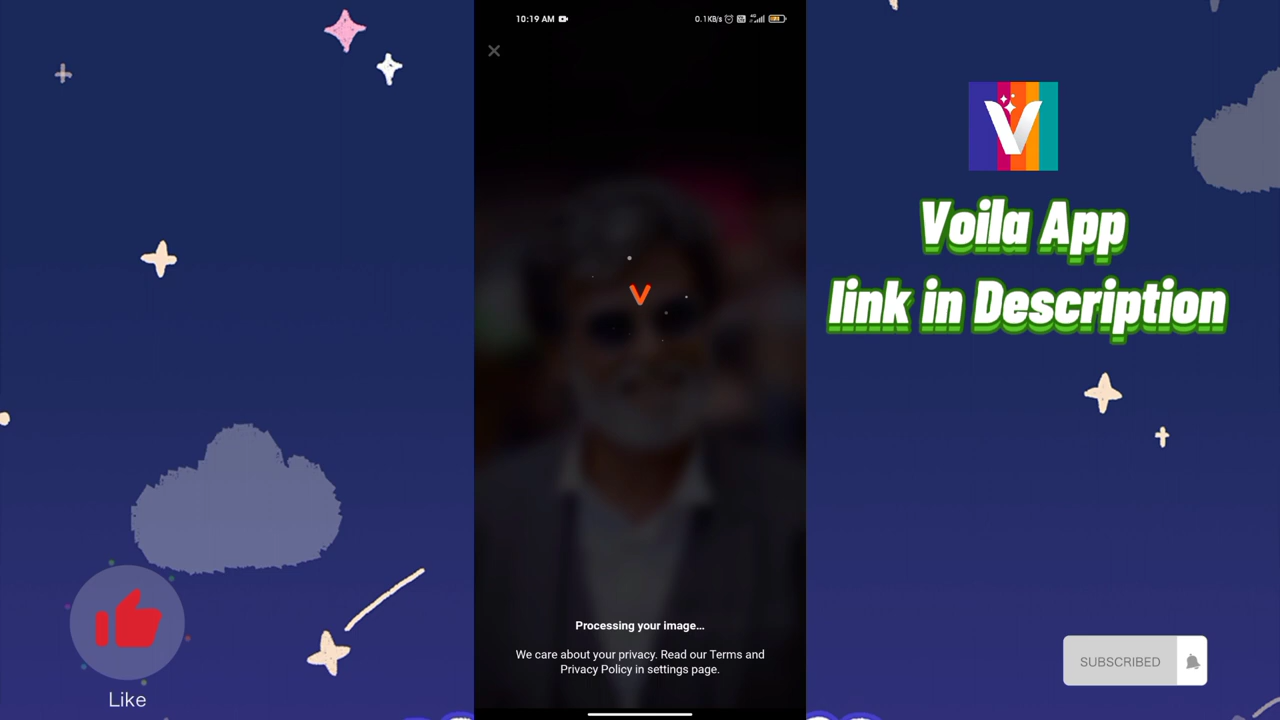 10:19 AM
0.1KB/s
Processing your image...
We care about your privacy. Read our Terms and
Privacy Policy in settings page.
Voila App
link in Description
Like
SUBSCRIBED